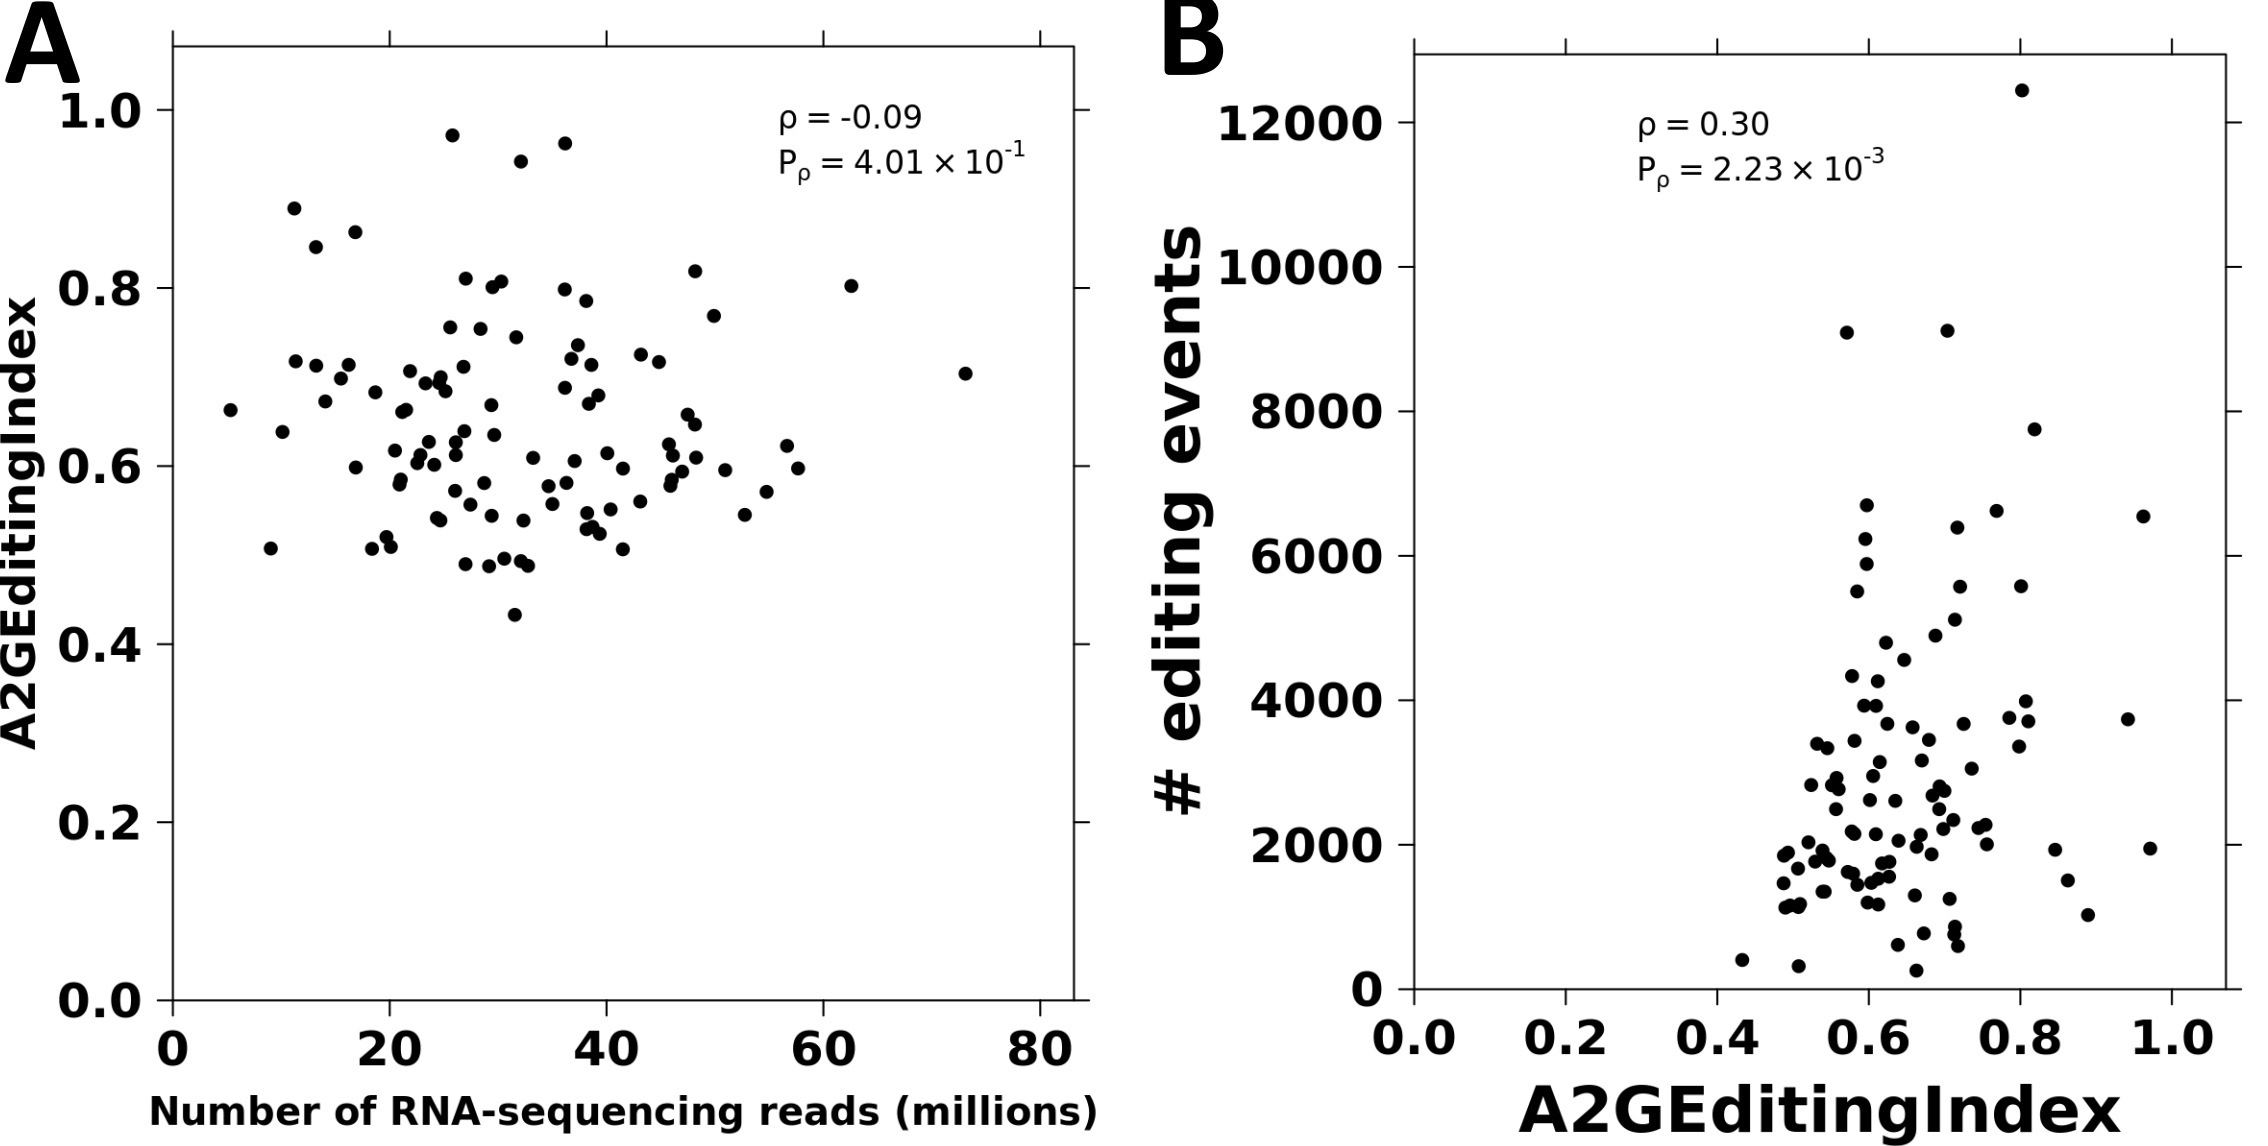 A
ρ = -0.09
Pρ = 4.01 × 10-1
1.0
0.8
0.6
0.4
0.2
0.0
A2GEditingIndex
0 20 40 60 80
Number of RNA-sequencing reads (millions)
B
ρ = 0.30
Pρ = 2.23 × 10-3
12000
10000
8000
6000
4000
2000
0
# editing events
0.0 0.2 0.4 0.6 0.8 1.0
A2GEditingIndex